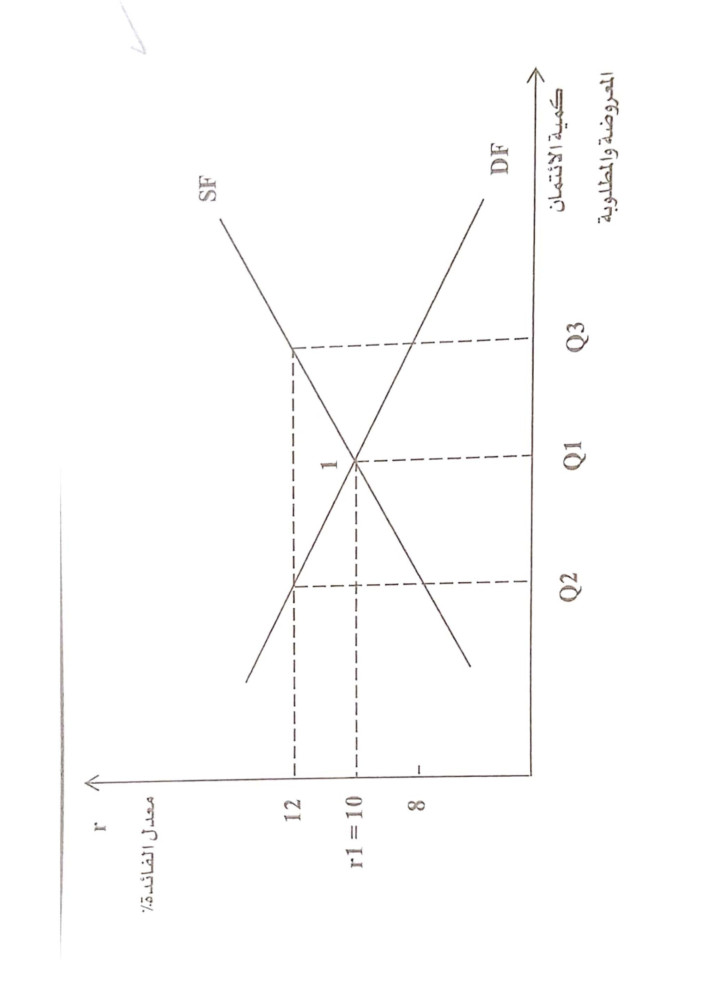 r
معدل الفائدة%
SF
12
1
r1 = 10
8
DF
Q2
Q1
Q3
كمية الائتمان
المعروضة والمطلوبة